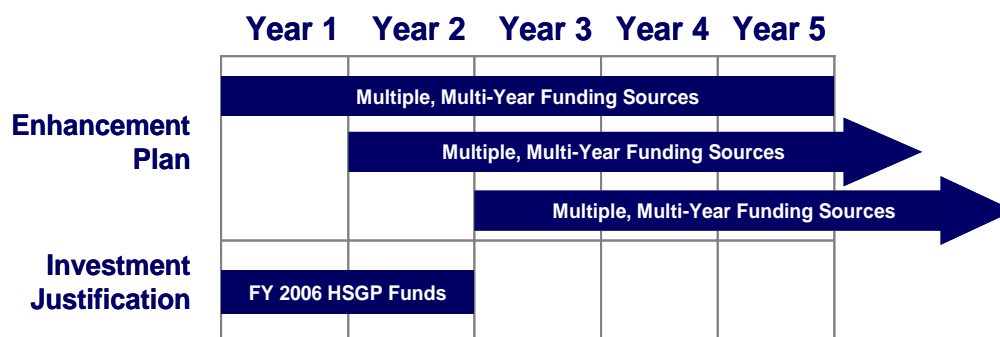 Year 1 Year 2 Year 3 Year 4 Year 5
Enhancement
Plan
Multiple, Multi-Year Funding Sources
Multiple, Multi-Year Funding Sources
Multiple, Multi-Year Funding Sources
Investment
Justification
FY 2006 HSGP Funds